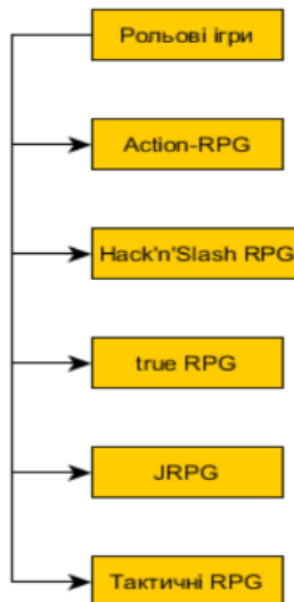 Рольові ігри
Action-RPG
Hack'n'Slash RPG
true RPG
JRPG
Тактичні RPG